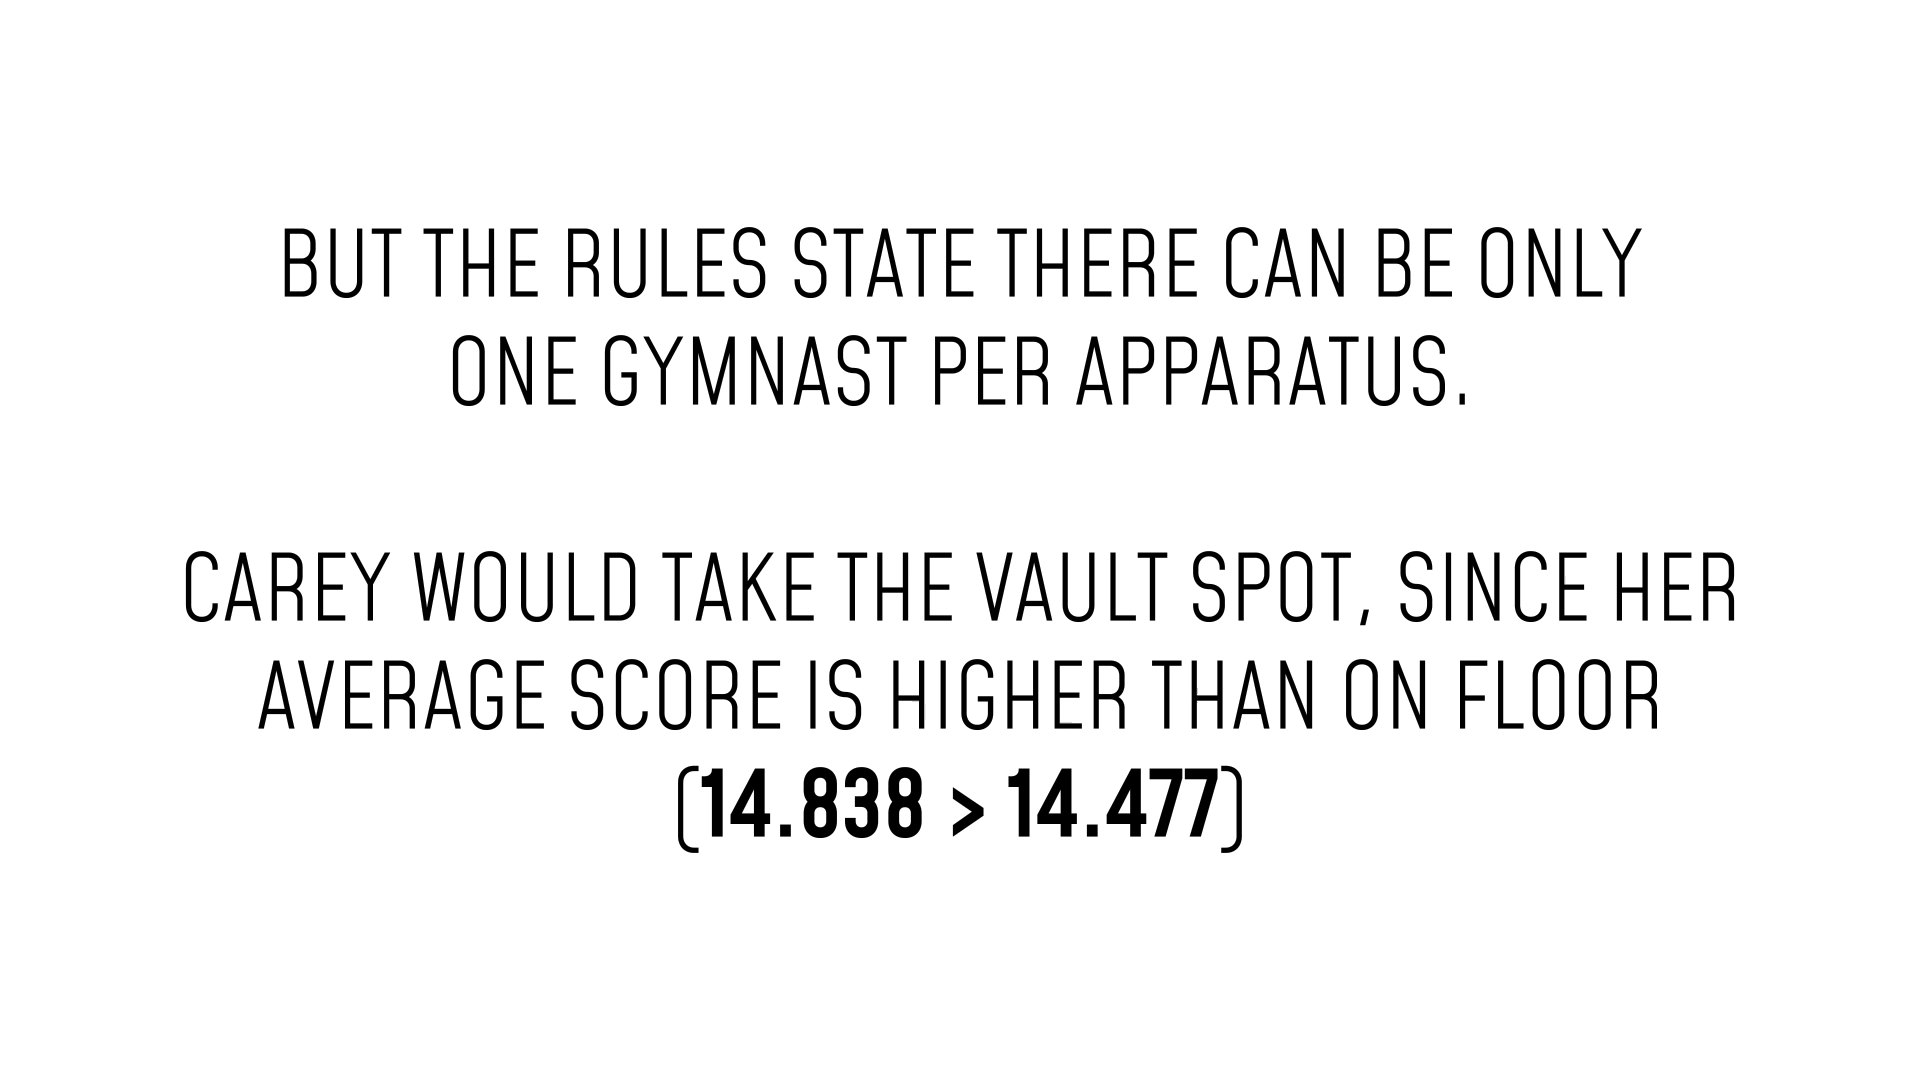 BUT THE RULES STATE THERE CAN BE ONLY
ONE GYMNAST PER APPARATUS.
CAREY WOULD TAKE THE VAULT SPOT, SINCE HER
AVERAGE SCORE IS HIGHER THAN ON FLOOR
(14.838 > 14.477)